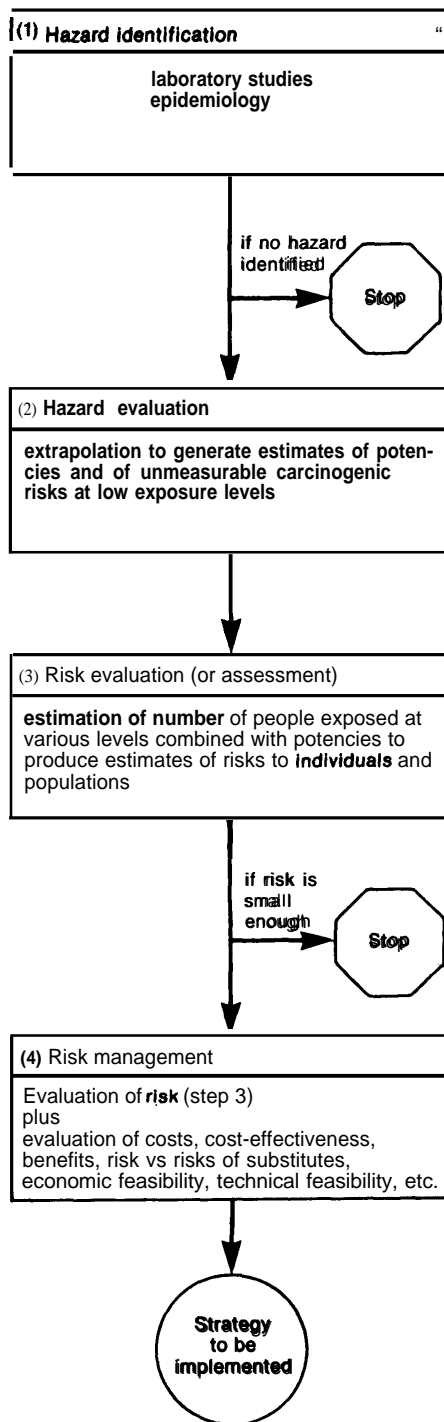 (1) Hazard identification “
laboratory studies
epidemiology
if no hazard
identified
Stop
(2) Hazard evaluation
extrapolation to generate estimates of poten-
cies and of unmeasurable carcinogenic
risks at low exposure levels
(3) Risk evaluation (or assessment)
estimation of number of people exposed at
various levels combined with potencies to
produce estimates of risks to individuals and
populations
if risk is
small
enough
Stop
(4) Risk management
Evaluation of risk (step 3)
plus
evaluation of costs, cost-effectiveness,
benefits, risk vs risks of substitutes,
economic feasibility, technical feasibility, etc.
Strategy
to be
implemented